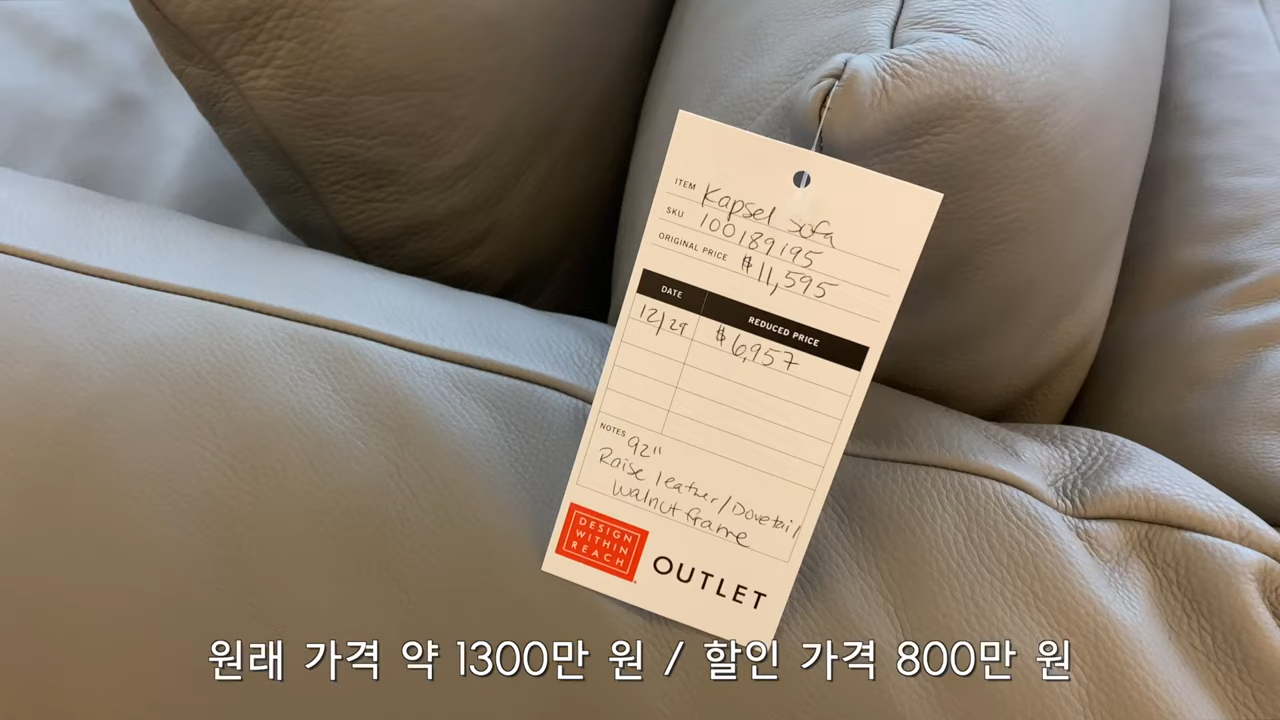 ITEM Kapsel Sofa
SKU 100189195
ORIGINAL PRICE $11,595
DATE REDUCED PRICE
12/29 $6,957
NOTES 92"
Raise leather/Dovetail
walnut frame
DESIGN
WITHIN
REACH
OUTLET
원래 가격 약 1300만 원 / 할인 가격 800만 원